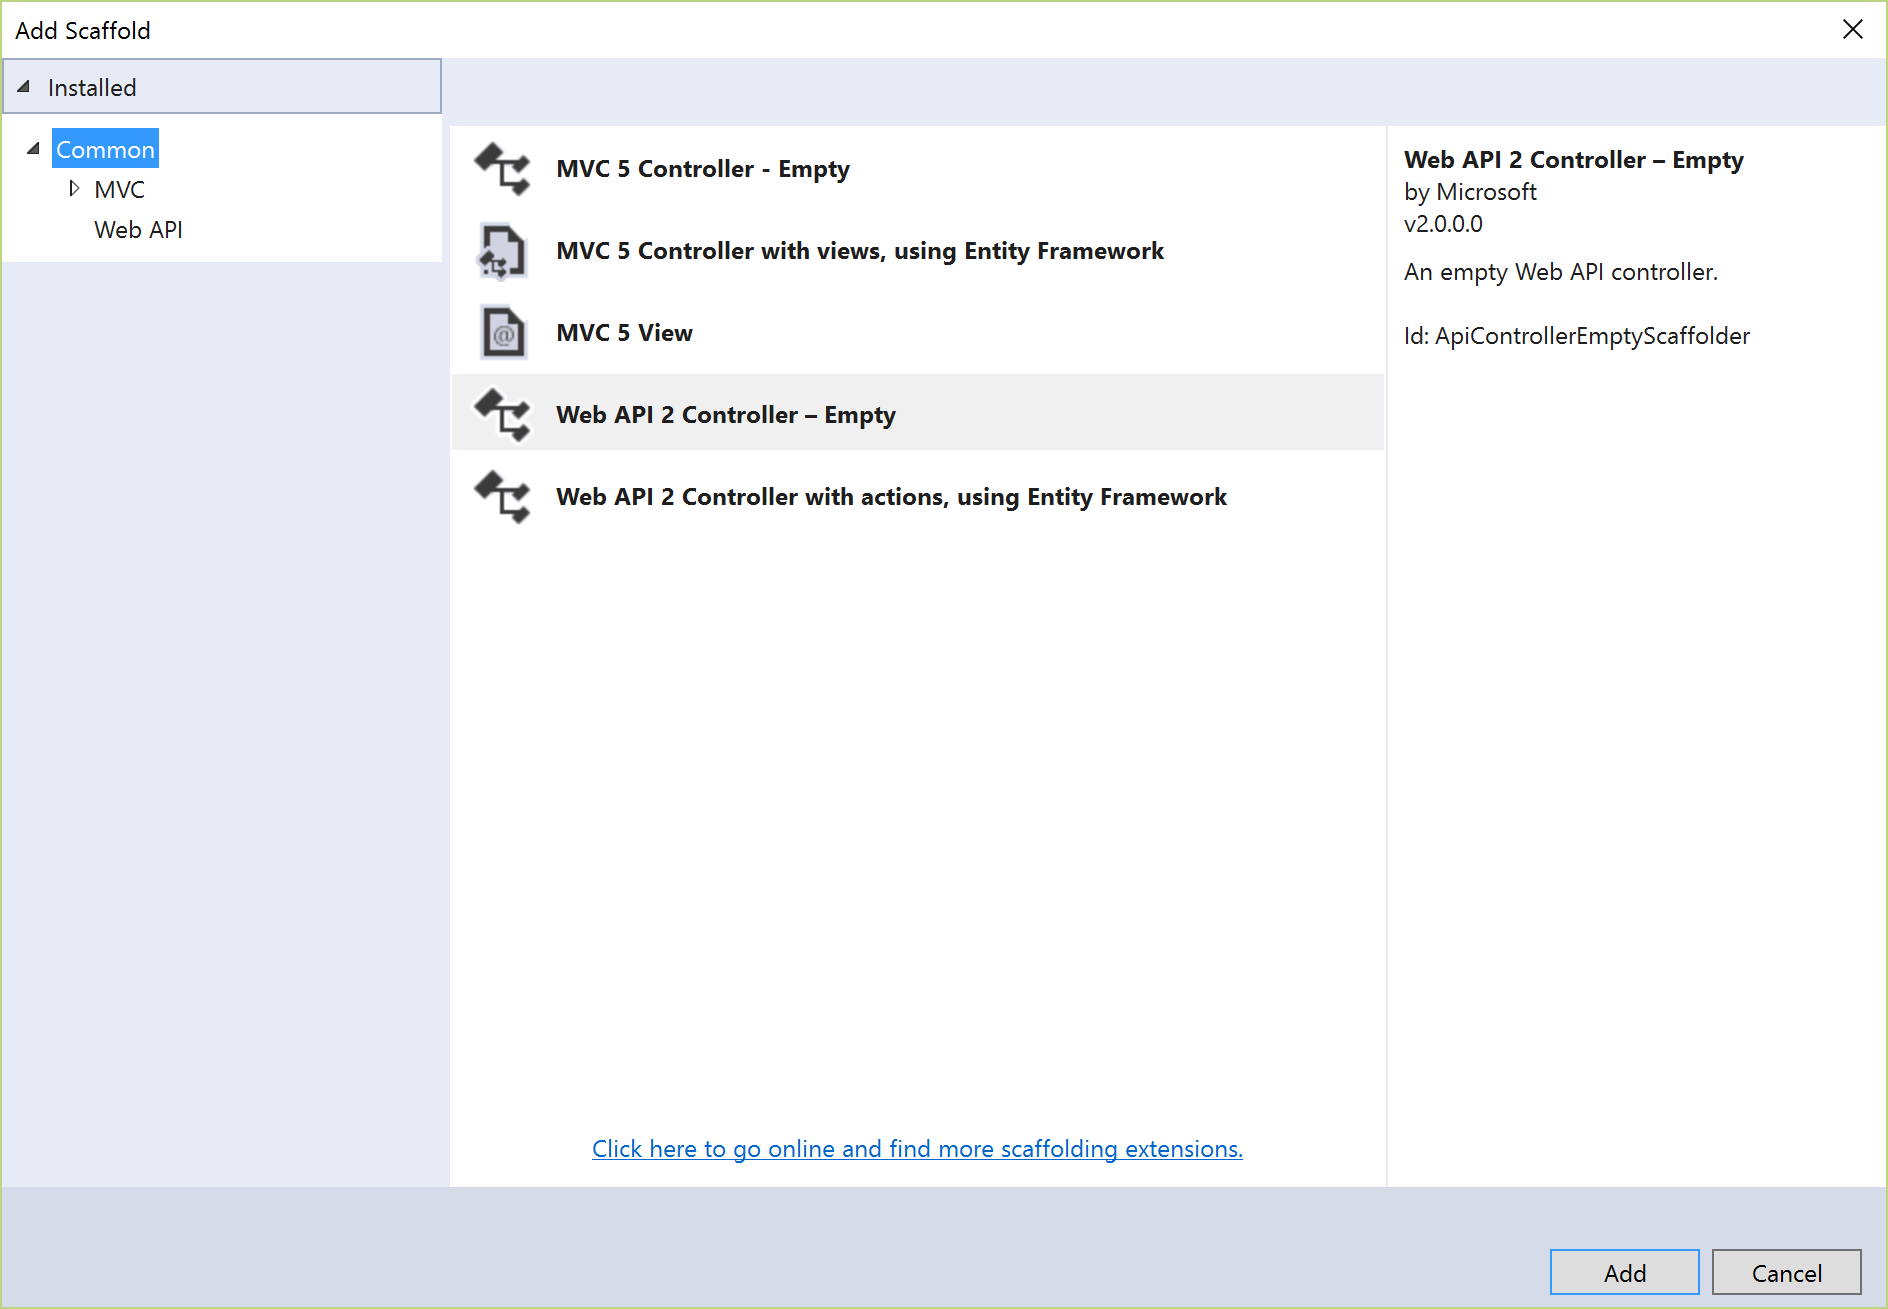 Add Scaffold
Installed
Common
MVC
Web API
MVC 5 Controller - Empty
MVC 5 Controller with views, using Entity Framework
@
MVC 5 View
Web API 2 Controller – Empty
Web API 2 Controller with actions, using Entity Framework
Click here to go online and find more scaffolding extensions.
Web API 2 Controller – Empty
by Microsoft
v2.0.0.0
An empty Web API controller.
Id: ApiControllerEmptyScaffolder
Add
Cancel